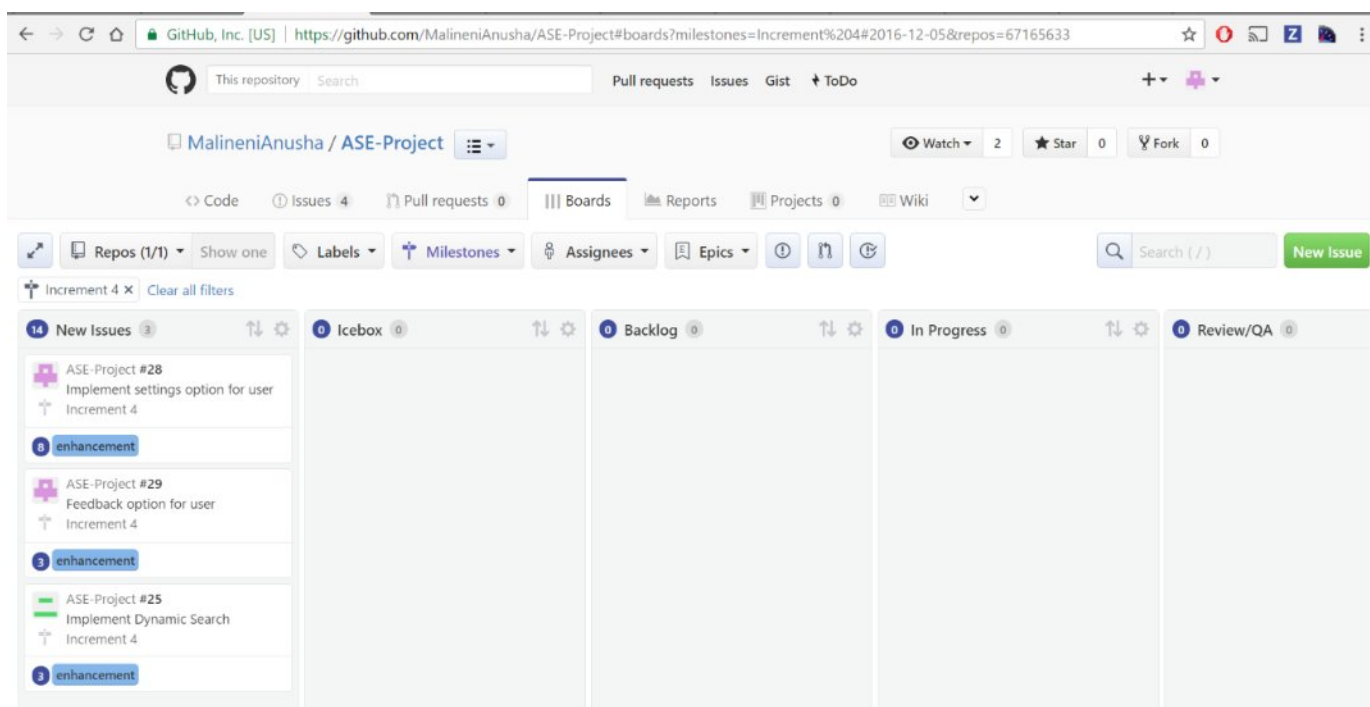 GitHub, Inc. [US] | https://github.com/MalineniAnusha/ASE-Project#boards?milestones=Increment%204#2016-12-05&repos=67165633
This repository Search Pull requests Issues Gist ToDo
MalineniAnusha / ASE-Project Watch 2 Star 0 Fork 0
Code Issues 4 Pull requests 0 Boards Reports Projects 0 Wiki
Repos (1/1) Show one Labels Milestones Assignees Epics Search (/) New Issue
Increment 4 × Clear all filters
14 New Issues 3 0 Icebox 0 0 Backlog 0 0 In Progress 0 0 Review/QA 0
ASE-Project #28
Implement settings option for user
Increment 4
8 enhancement
ASE-Project #29
Feedback option for user
Increment 4
3 enhancement
ASE-Project #25
Implement Dynamic Search
Increment 4
3 enhancement